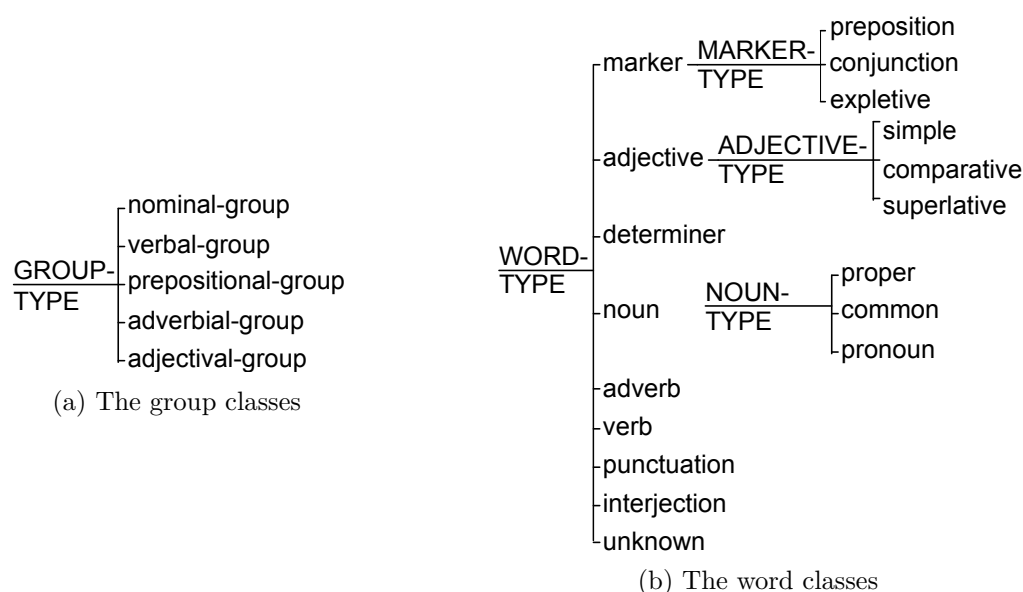 nominal-group
verbal-group
GROUP-
TYPE
prepositional-group
adverbial-group
adjectival-group
(a) The group classes
WORD-
TYPE
marker
MARKER-
TYPE
preposition
conjunction
expletive
adjective
ADJECTIVE-
TYPE
simple
comparative
superlative
determiner
noun
NOUN-
TYPE
proper
common
pronoun
adverb
verb
punctuation
interjection
unknown
(b) The word classes